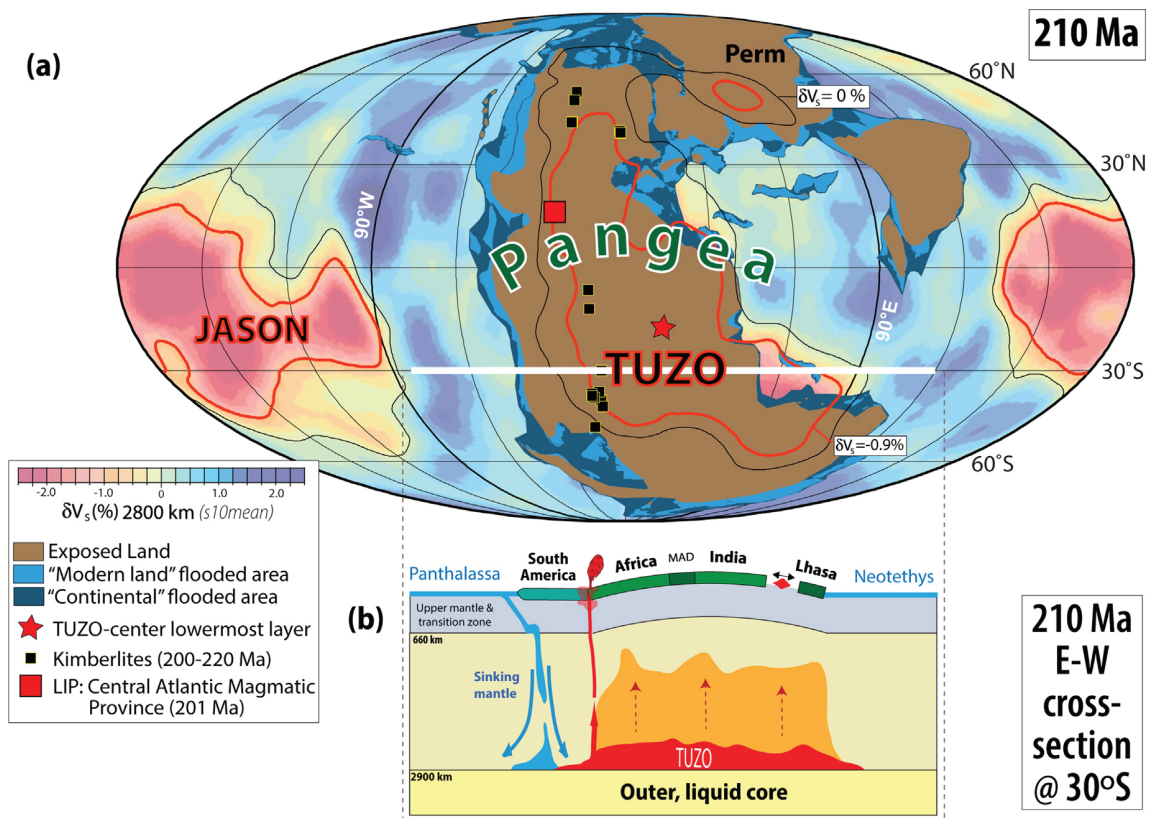 (a)
210 Ma
Perm
60°N
δVs= 0 %
30°N
90°W
Pangea
JASON
90°E
TUZO
30°S
δVs=-0.9%
60°S
-2.0 -1.0 0 1.0 2.0
δVs(%) 2800 km (s10mean)
Exposed Land
“Modern land” flooded area
“Continental” flooded area
TUZO-center lowermost layer
Kimberlites (200-220 Ma)
LIP: Central Atlantic Magmatic
Province (201 Ma)
(b)
Panthalassa
South
America
Africa
MAD
India
Lhasa
Neotethys
Upper mantle &
transition zone
660 km
Sinking
mantle
TUZO
2900 km
Outer, liquid core
210 Ma
E-W
cross-
section
@ 30ºS